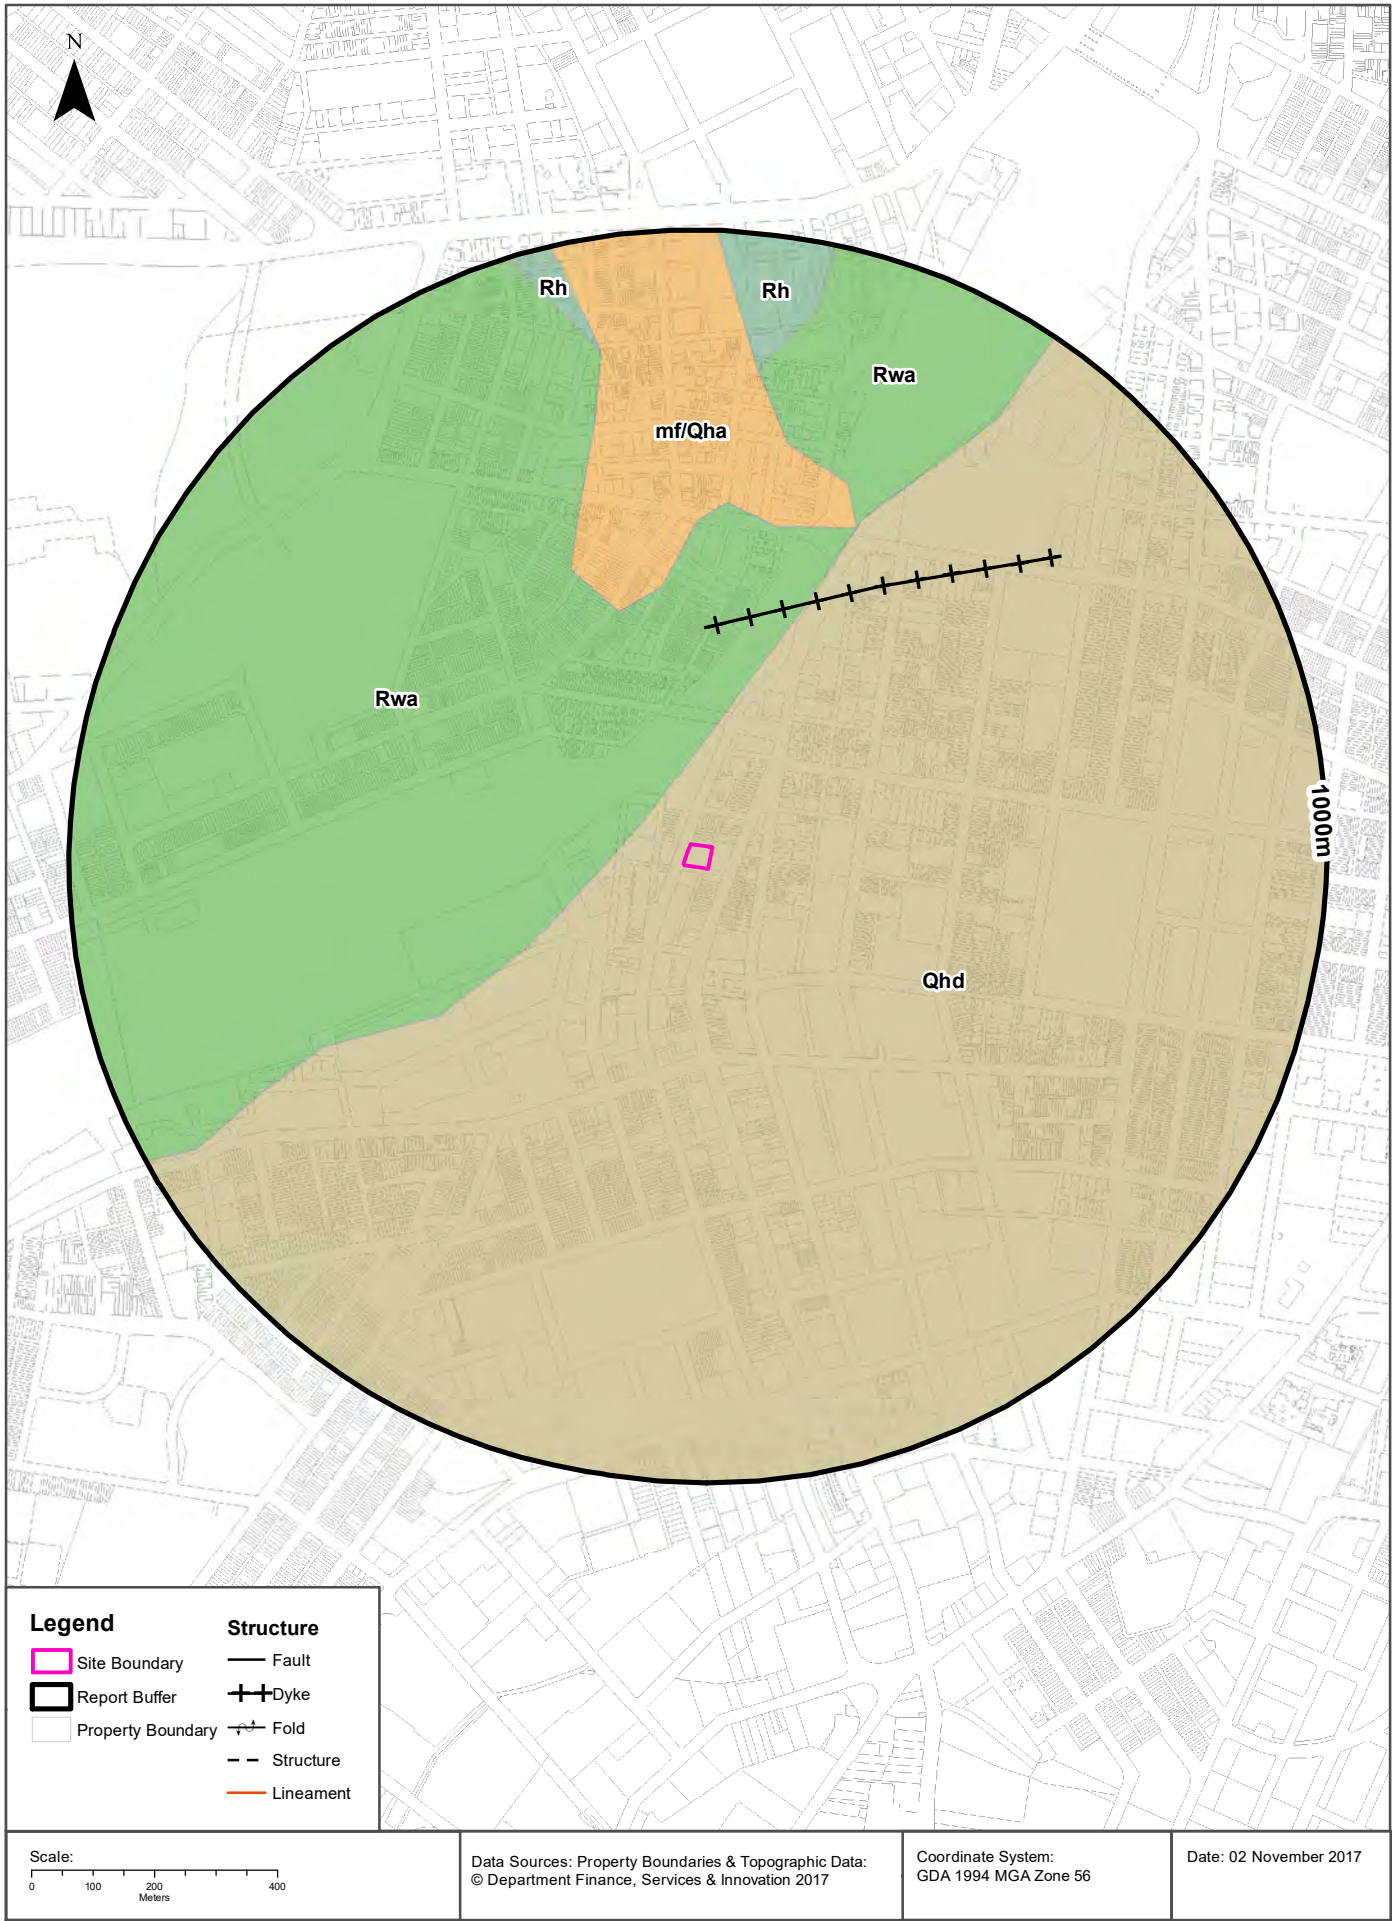 N
Rh
Rh
Rwa
mf/Qha
Rwa
1000m
Qhd
Legend
Site Boundary
Report Buffer
Property Boundary
Structure
Fault
Dyke
Fold
Structure
Lineament
Scale:
0 100 200 400
Meters
Data Sources: Property Boundaries & Topographic Data:
© Department Finance, Services & Innovation 2017
Coordinate System:
GDA 1994 MGA Zone 56
Date: 02 November 2017